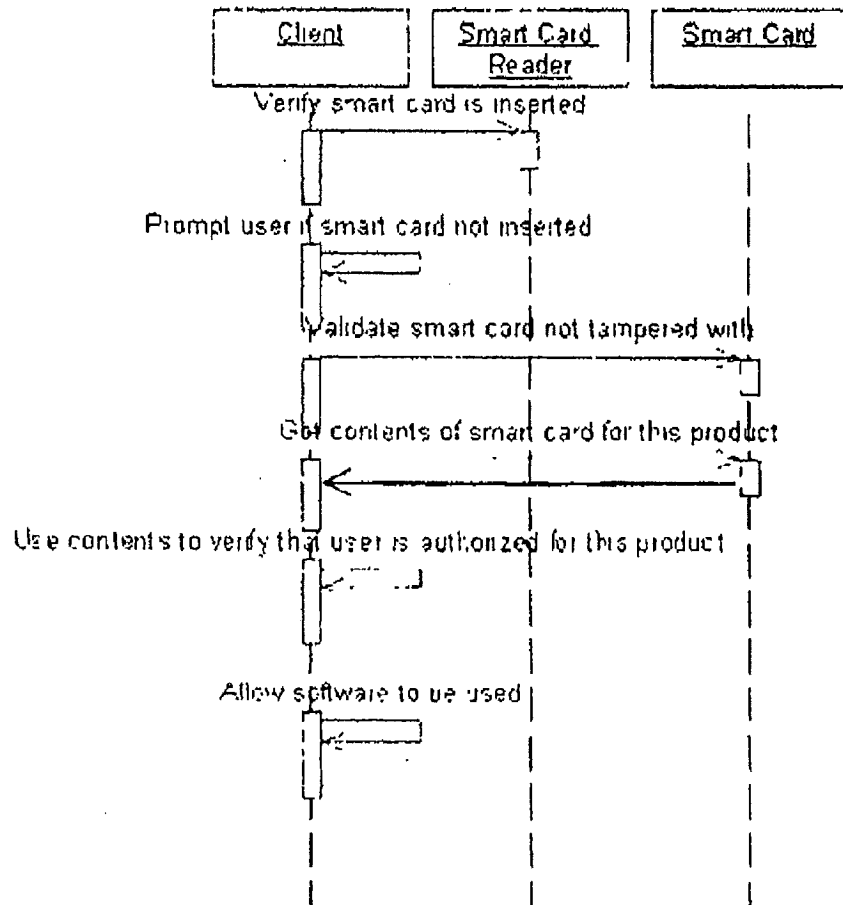 Client
Smart Card
Reader
Smart Card
Verify smart card is inserted
Prompt user if smart card not inserted
Validate smart card not tampered with
Get contents of smart card for this product
Use contents to verify that user is authorized for this product
Allow software to be used